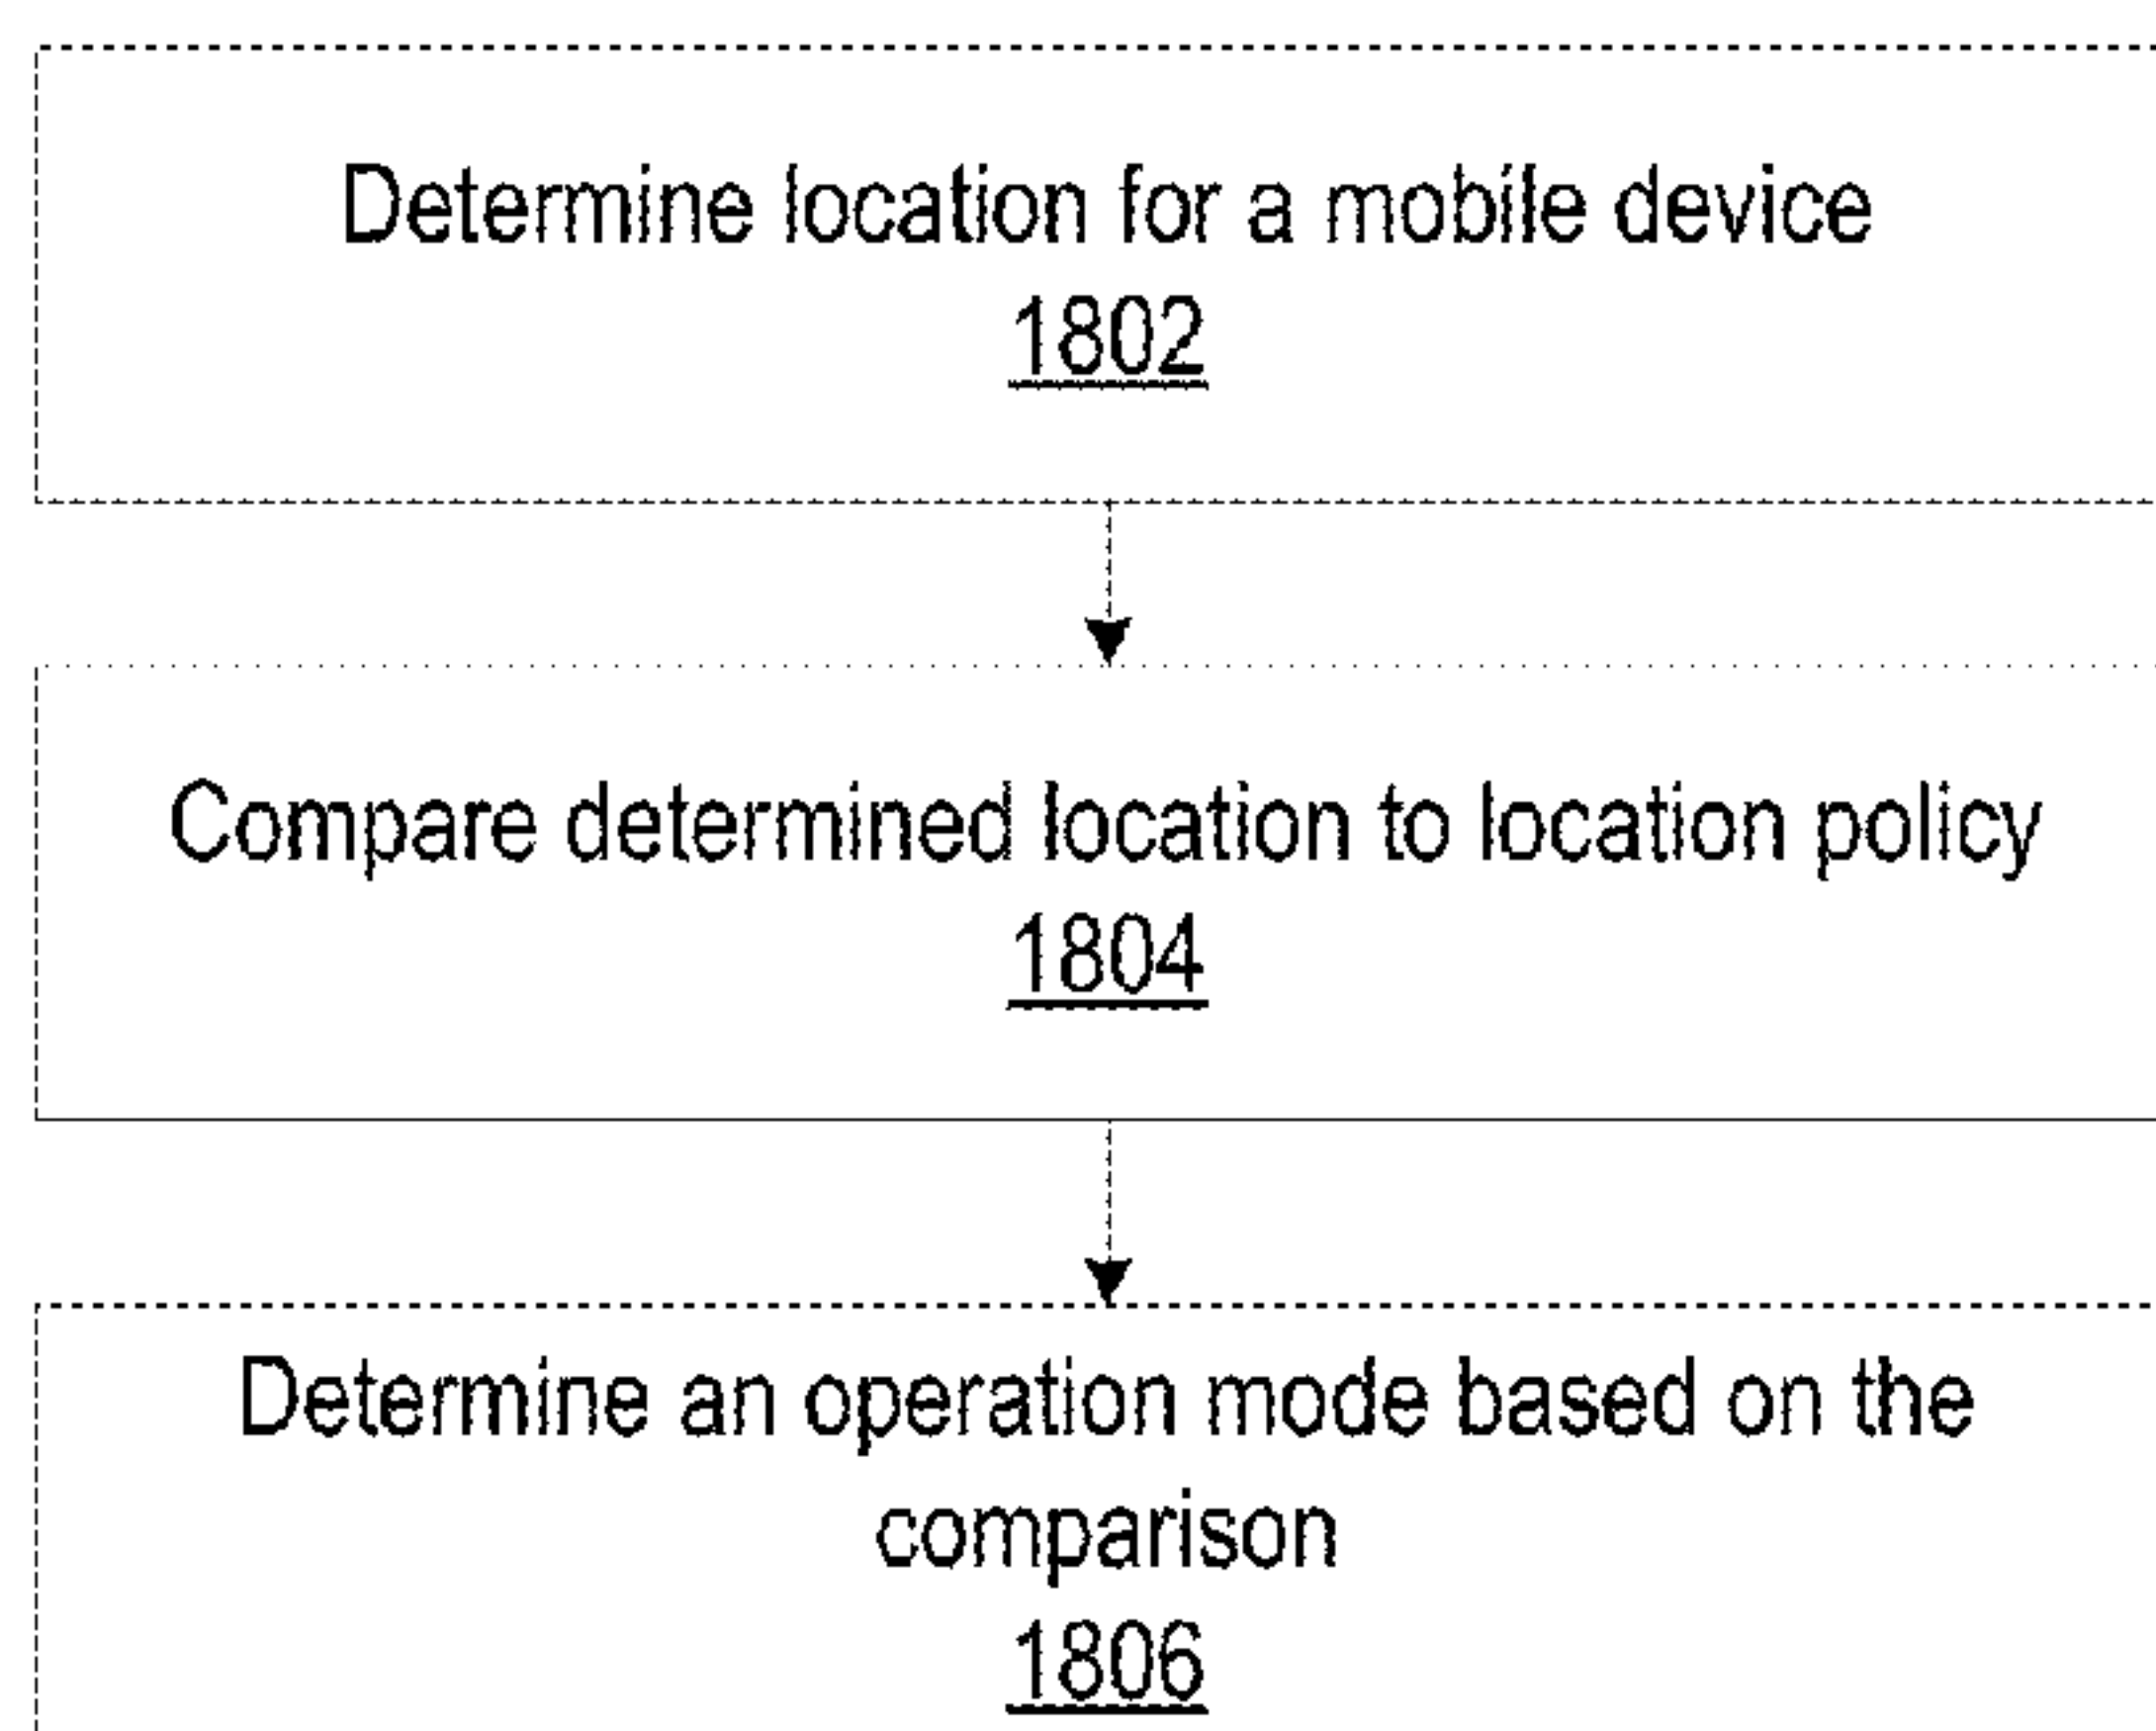 Determine location for a mobile device
1802
Compare determined location to location policy
1804
Determine an operation mode based on the
comparison
1806